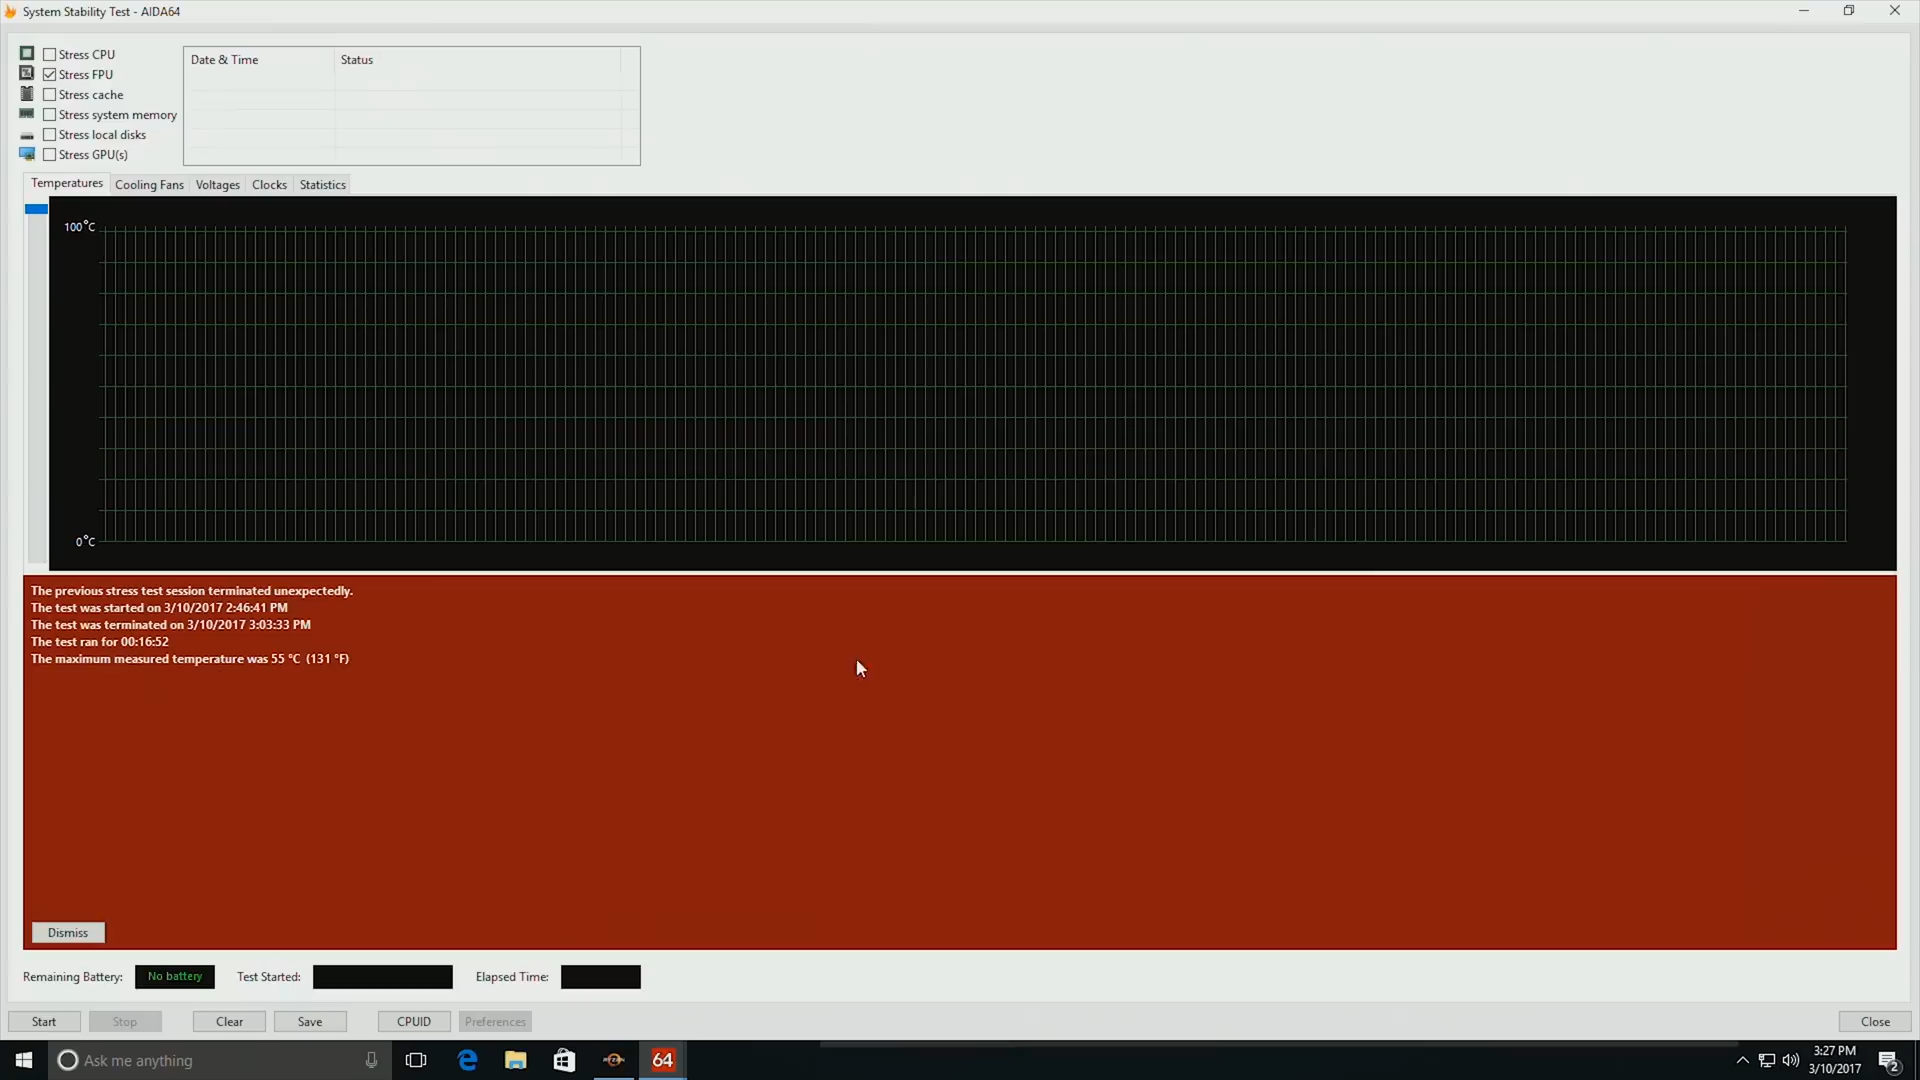 System Stability Test - AIDA64
Stress CPU
Stress FPU
Stress cache
Stress system memory
Stress local disks
Stress GPU(s)
Date & Time
Status
Temperatures
Cooling Fans
Voltages
Clocks
Statistics
100°C
0°C
The previous stress test session terminated unexpectedly.
The test was started on 3/10/2017 2:46:41 PM
The test was terminated on 3/10/2017 3:03:33 PM
The test ran for 00:16:52
The maximum measured temperature was 55 °C (131 °F)
Dismiss
Remaining Battery:
No battery
Test Started:
Elapsed Time:
Start
Stop
Clear
Save
CPUID
Preferences
Close
Ask me anything
RYZEN
64
3:27 PM
3/10/2017
2